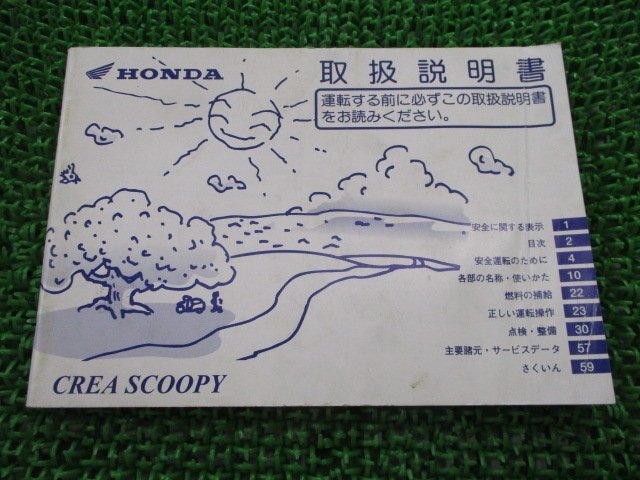 HONDA
取扱説明書
運転する前に必ずこの取扱説明書
をお読みください。
安全に関する表示 1
目次 2
安全運転のために 4
各部の名称・使いかた 10
燃料の補給 22
正しい運転操作 23
点検・整備 30
主要諸元・サービスデータ 57
さくいん 59
CREA SCOOPY